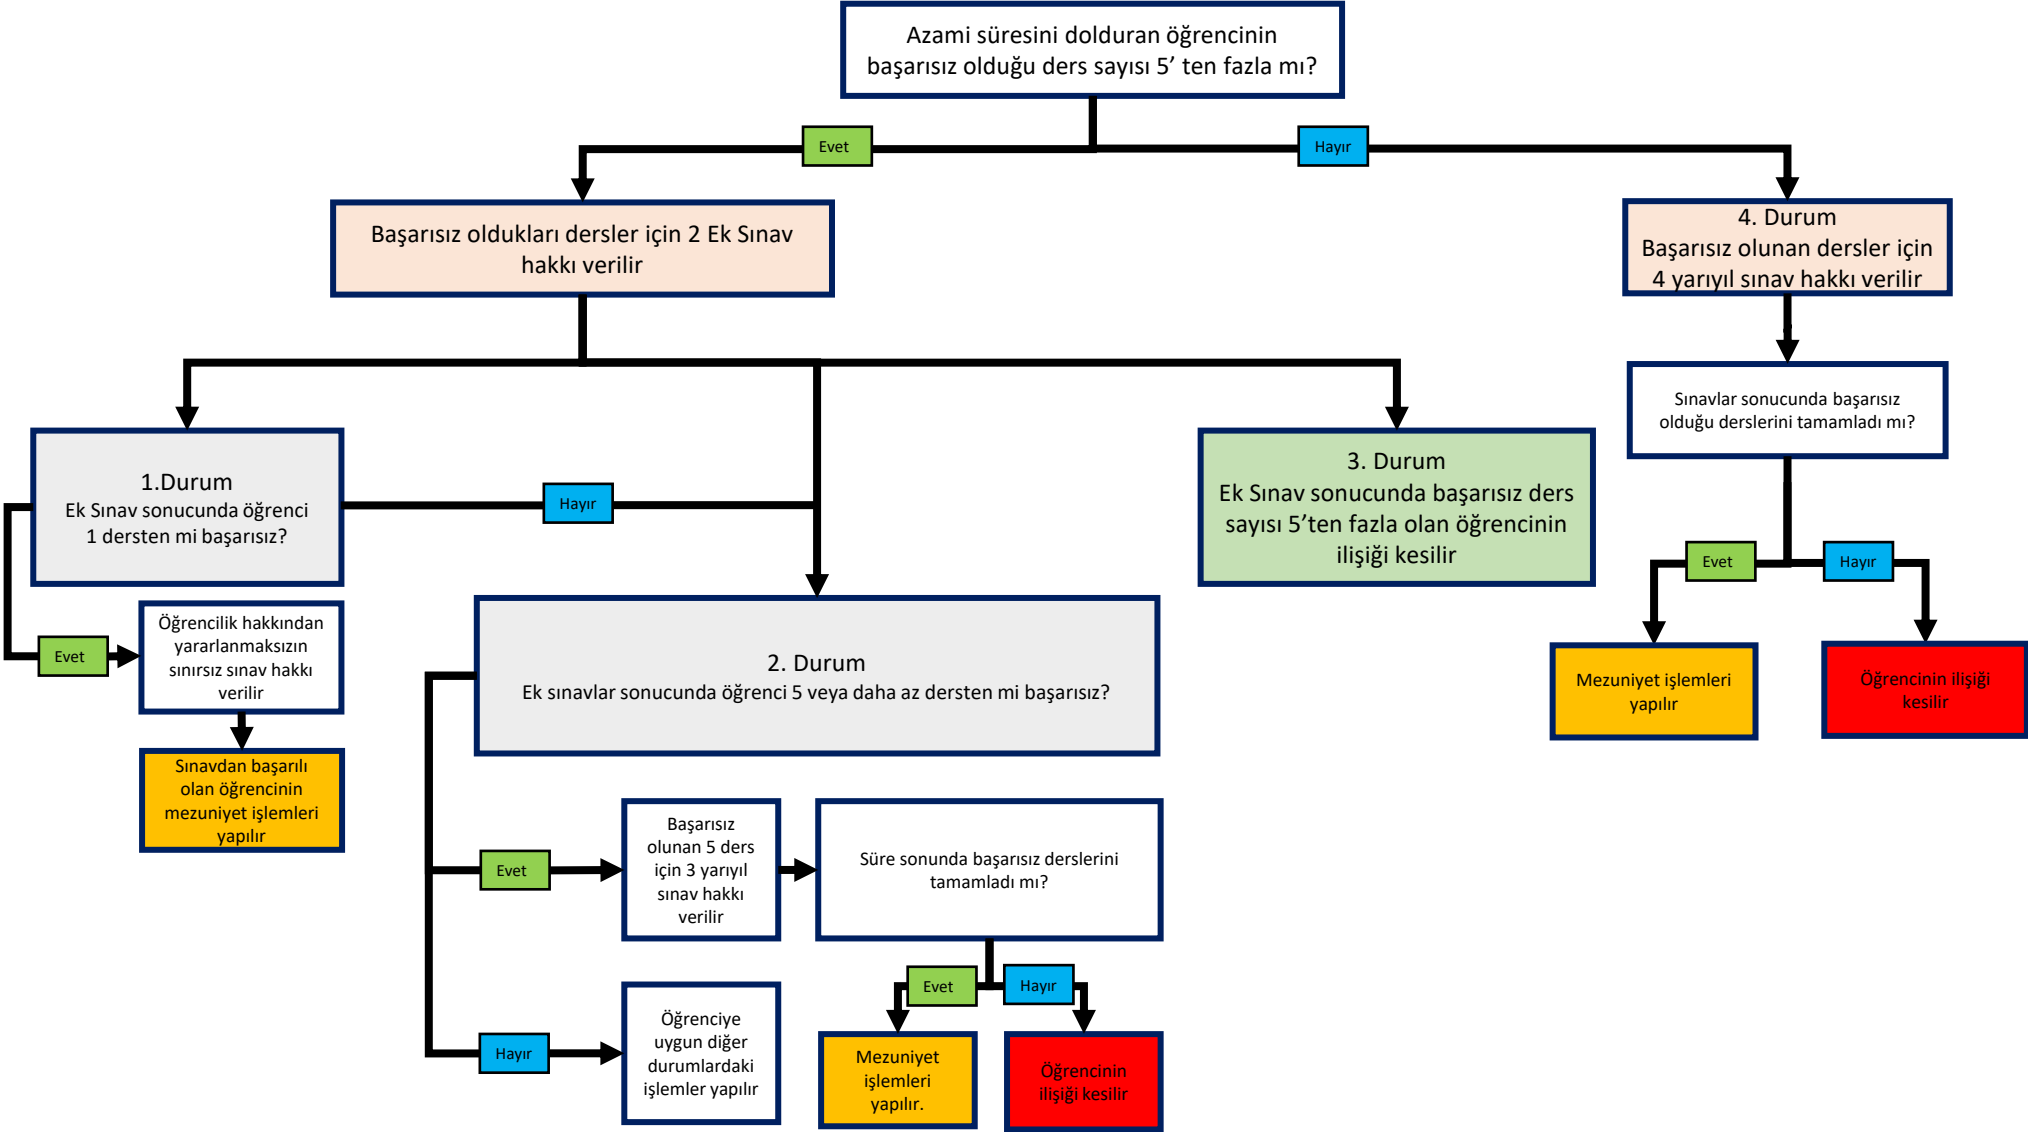 Azami süresini dolduran öğrencinin
başarısız olduğu ders sayısı 5' ten fazla mı?
Evet
Hayır
Başarısız oldukları dersler için 2 Ek Sınav
hakkı verilir
4. Durum
Başarısız olunan dersler için
4 yarıyıl sınav hakkı verilir
Sınavlar sonucunda başarısız
olduğu derslerini tamamladı mı?
1.Durum
Ek Sınav sonucunda öğrenci
1 dersten mi başarısız?
Hayır
3. Durum
Ek Sınav sonucunda başarısız ders
sayısı 5'ten fazla olan öğrencinin
ilişiği kesilir
Evet
Hayır
Evet
Öğrencilik hakkından
yararlanmaksızın
sınırsız sınav hakkı
verilir
2. Durum
Ek sınavlar sonucunda öğrenci 5 veya daha az dersten mi başarısız?
Mezuniyet işlemleri
yapılır
Öğrencinin ilişiği
kesilir
Sınavdan başarılı
olan öğrencinin
mezuniyet işlemleri
yapılır
Evet
Başarısız
olunan 5 ders
için 3 yarıyıl
sınav hakkı
verilir
Süre sonunda başarısız derslerini
tamamladı mı?
Evet
Hayır
Hayır
Öğrenciye
uygun diğer
durumlardaki
işlemler yapılır
Mezuniyet
işlemleri
yapılır.
Öğrencinin
ilişiği kesilir